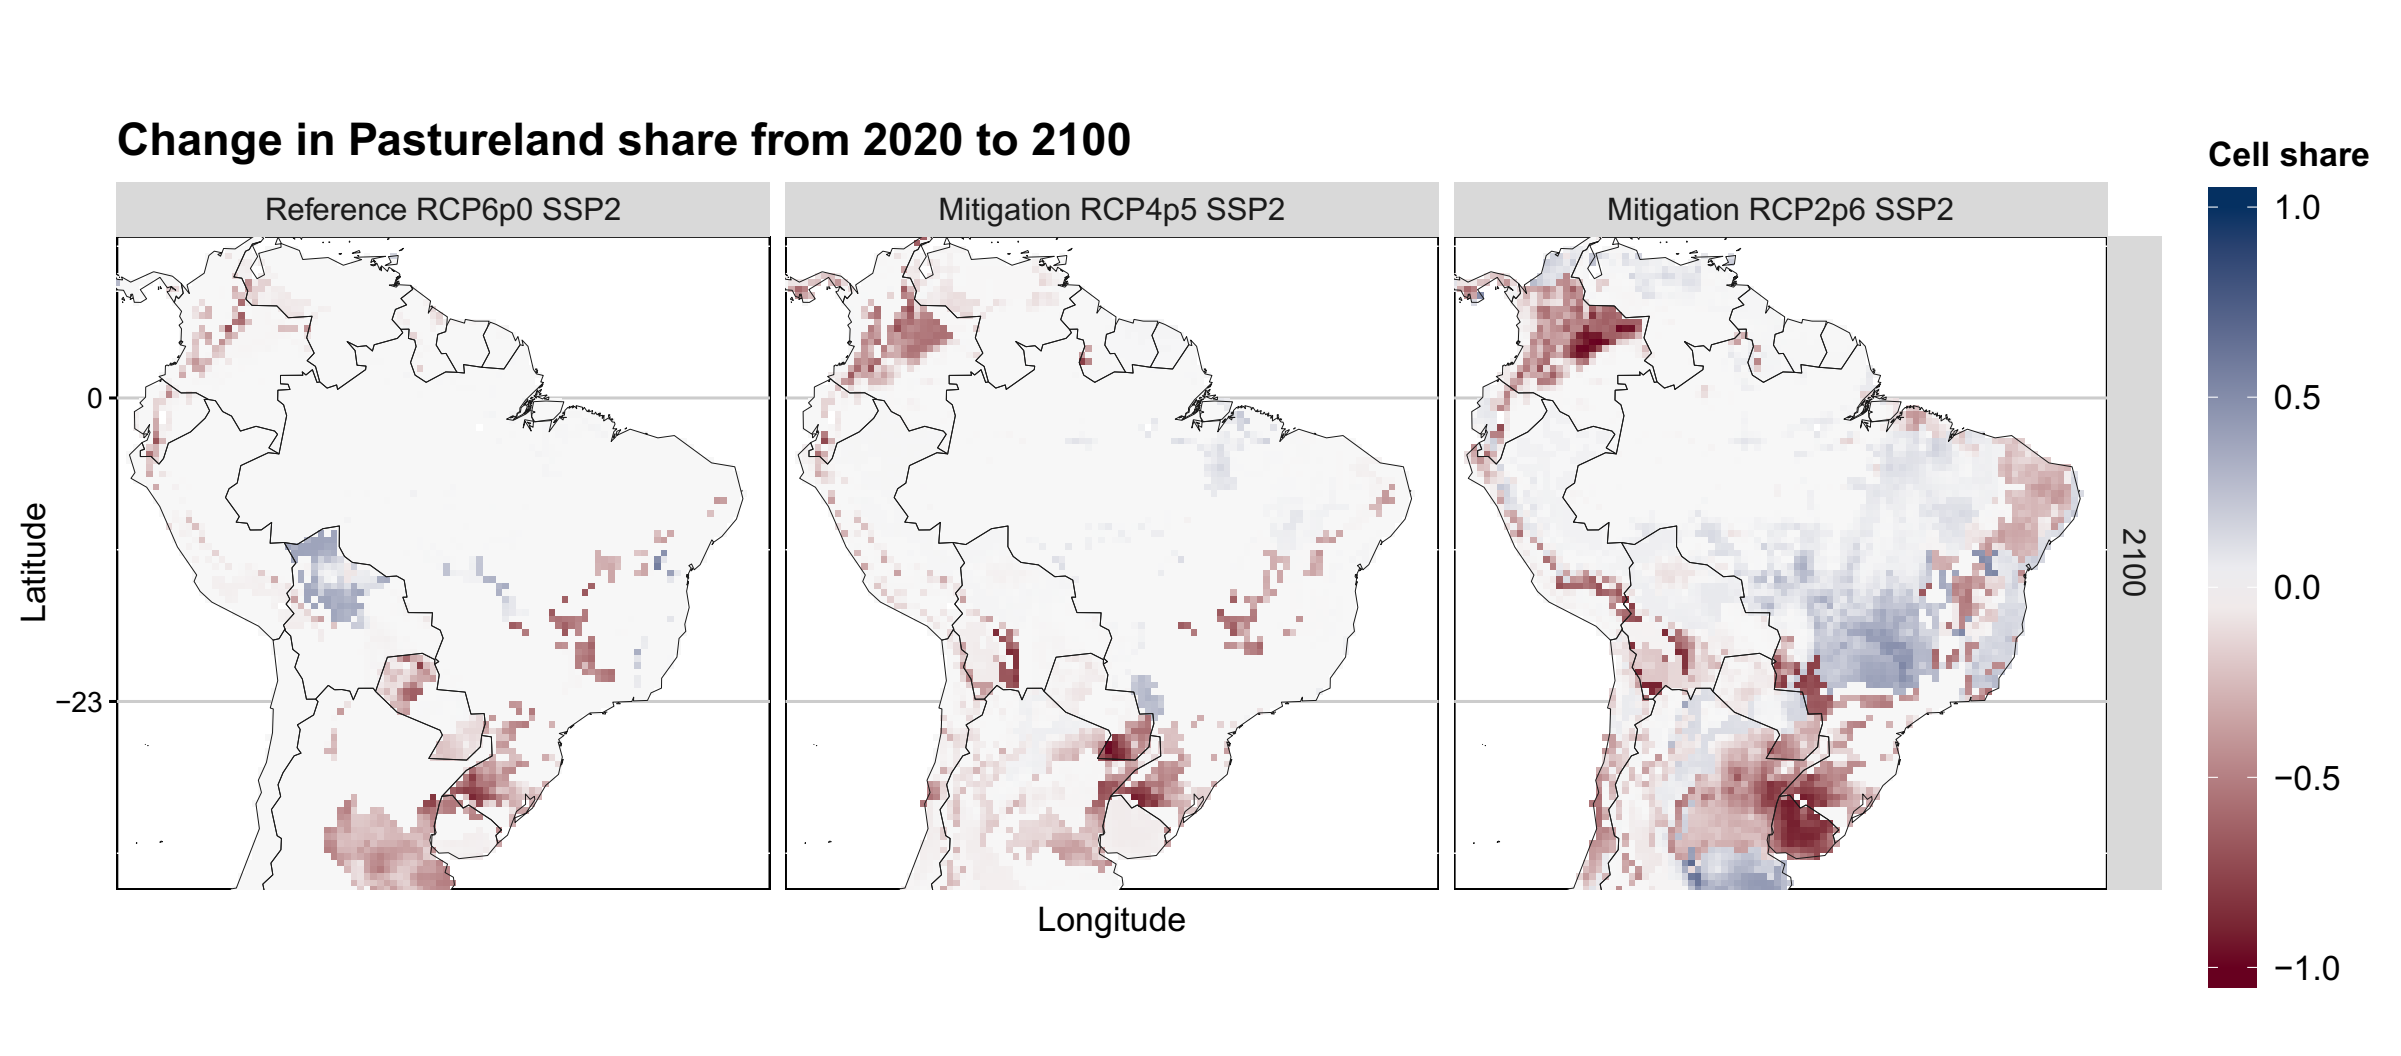 Change in Pastureland share from 2020 to 2100
Reference RCP6p0 SSP2
Mitigation RCP4p5 SSP2
Mitigation RCP2p6 SSP2
2100
Latitude
0
−23
Longitude
Cell share
1.0
0.5
0.0
−0.5
−1.0